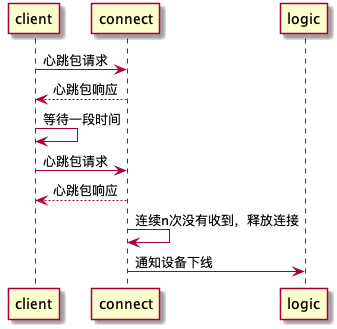 client connect logic
心跳包请求
心跳包响应
等待一段时间
心跳包请求
心跳包响应
连续n次没有收到，释放连接
通知设备下线
client connect logic